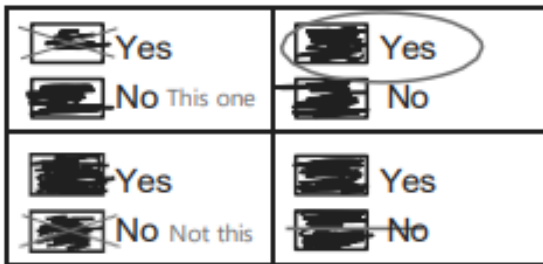 Yes
No This one
Yes
No
Yes
No Not this
Yes
No